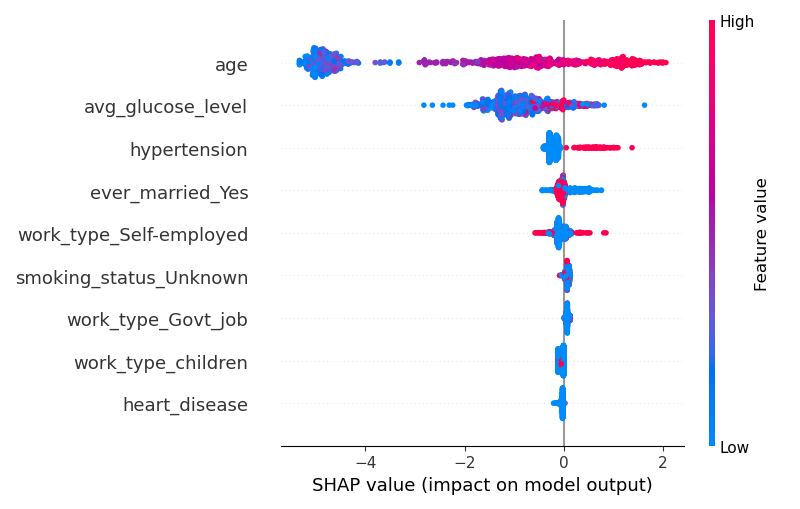 High
age
avg_glucose_level
hypertension
ever_married_Yes
work_type_Self-employed
smoking_status_Unknown
work_type_Govt_job
work_type_children
heart_disease
Feature value
Low
−4 −2 0 2
SHAP value (impact on model output)